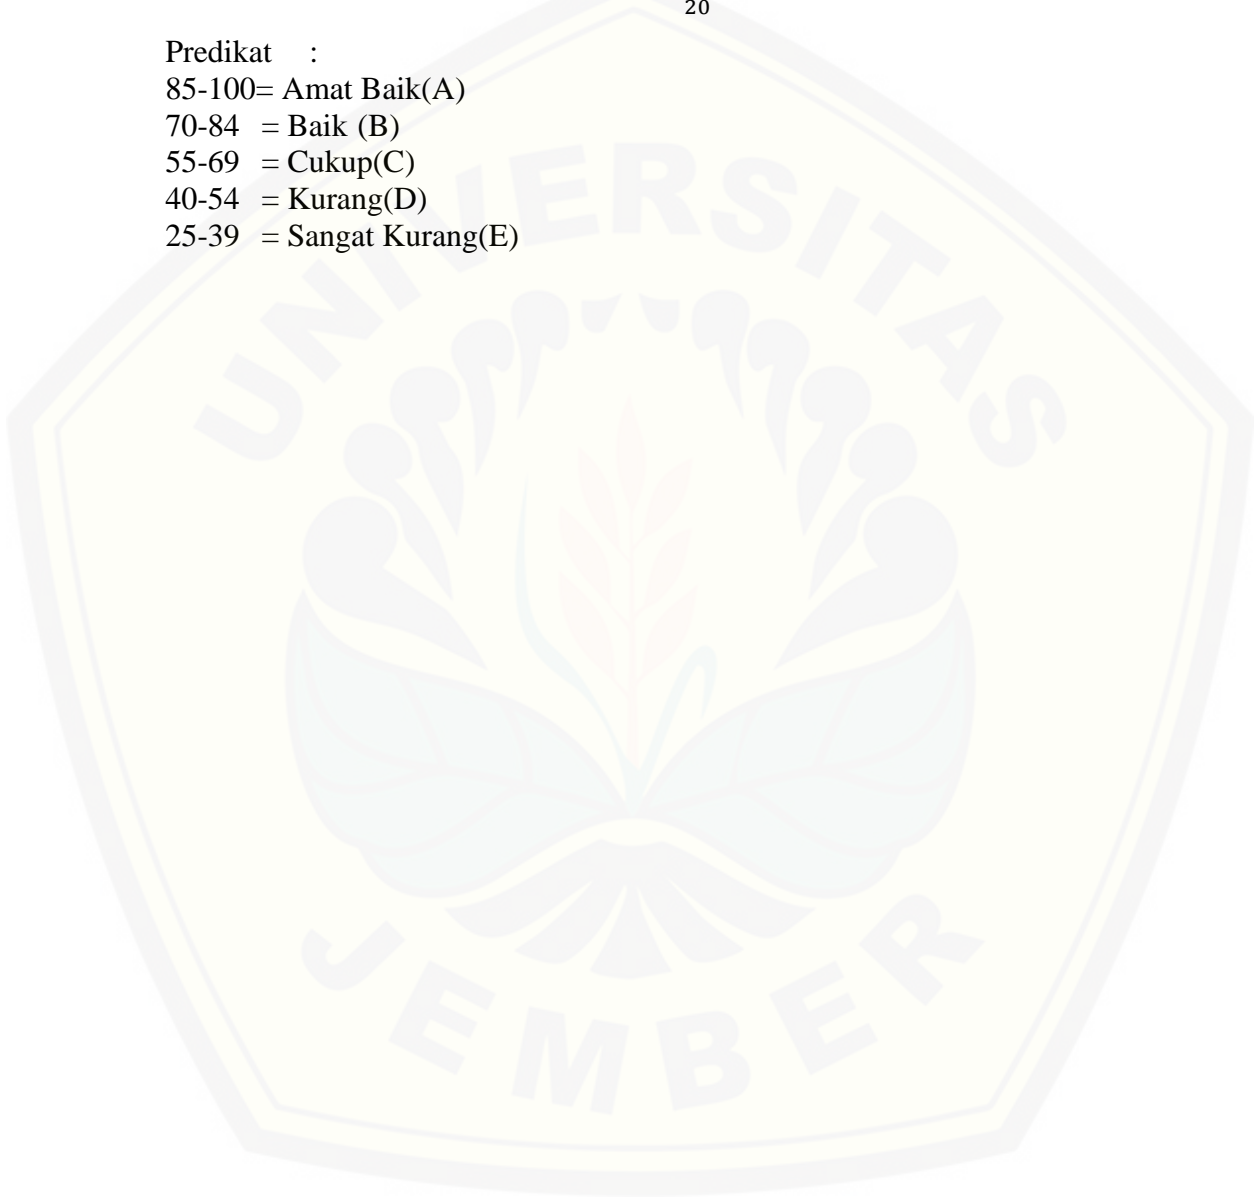 20
Predikat :
85-100= Amat Baik(A)
70-84 = Baik (B)
55-69 = Cukup(C)
40-54 = Kurang(D)
25-39 = Sangat Kurang(E)
UNIVERSITAS
JEMBER